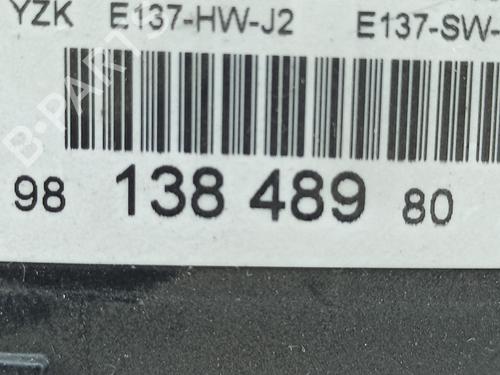 YZK E137-HW-J2 E137-SW-
98 138 489 80
B-PARTS